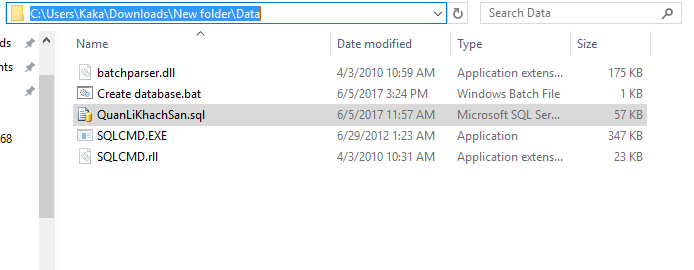 C:\Users\Kaka\Downloads\New folder\Data
Search Data
Name Date modified Type Size
ds
batchparser.dll 4/3/2010 10:59 AM Application extens... 175 KB
nts
Create database.bat 6/5/2017 3:24 PM Windows Batch File 1 KB
QuanLiKhachSan.sql 6/5/2017 11:57 AM Microsoft SQL Ser... 57 KB
68
SQLCMD.EXE 6/29/2012 1:23 AM Application 347 KB
SQLCMD.rll 4/3/2010 10:31 AM Application extens... 23 KB